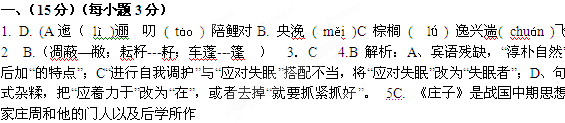 一、（15分）（每小题 3 分）
1. D. (A 迤（ lǐ )逦 叨（ tāo ）陪鲤对 B. 央浼（ měi )C 棕榈（ lǘ ）逸兴遄( chuán )飞
2 B.（凋蔽—敝；耘秆---耔；车蓬---篷 ） 3．C 4.B 解析：A、宾语残缺，“淳朴自然”
后加“的特点”；C“进行自我调护”与“应对失眠”搭配不当，将“应对失眠”改为“失眠者”；D、句
式杂糅，把“应着力于”改为“在”，或者去掉“就要抓紧抓好”。 5C. 《庄子》是战国中期思想
家庄周和他的门人以及后学所作